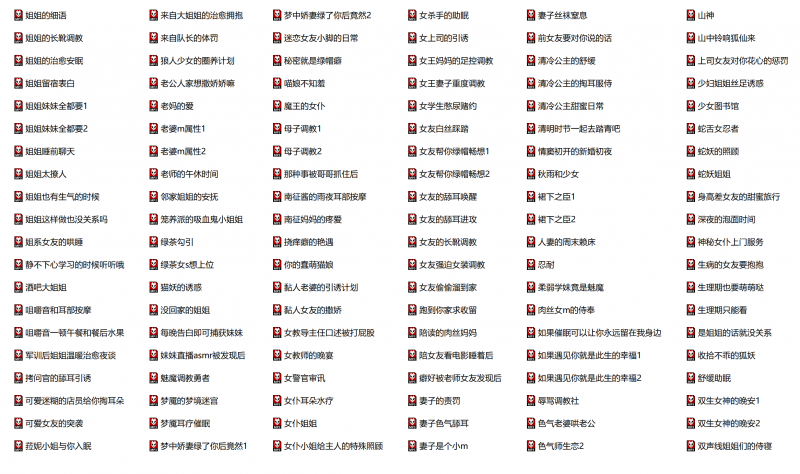 姐姐的细语
姐姐的长靴调教
姐姐的治愈安眠
姐姐留宿表白
姐姐妹妹全都要1
姐姐妹妹全都要2
姐姐睡前聊天
姐姐太撩人
姐姐也有生气的时候
姐姐这样做也没关系吗
姐系女友的哄睡
静不下心学习的时候听听哦
酒吧大姐姐
咀嚼音和耳部按摩
咀嚼音一顿午餐和餐后水果
军训后姐姐温暖治愈夜谈
拷问官的舔耳引诱
可爱迷糊的店员给你掏耳朵
可爱女友的突袭
菈妮小姐与你入眠
来自大姐姐的治愈拥抱
来自队长的体罚
狼人少女的圈养计划
老公人家想撒娇娇嘛
老妈的爱
老婆m属性1
老婆m属性2
老师的午休时间
邻家姐姐的安抚
笼养派的吸血鬼小姐姐
绿茶勾引
绿茶女s想上位
猫妖的诱惑
没回家的姐姐
每晚告白即可捕获妹妹
妹妹直播asmr被发现后
魅魔调教勇者
梦魇的梦境迷宫
梦魇耳疗催眠
梦中娇妻绿了你后竟然1
梦中娇妻绿了你后竟然2
迷恋女友小脚的日常
秘密就是绿帽癖
喵娘不知羞
魔王的女仆
母子调教1
母子调教2
那种事被哥哥抓住后
南征酱的雨夜耳部按摩
南征妈妈的疼爱
挠痒癖的艳遇
你的蠢萌猫娘
黏人老婆的引诱计划
黏人女友的撒娇
女教导主任口述被打屁股
女教师的晚宴
女警官审讯
女仆耳朵水疗
女仆姐姐
女仆小姐给主人的特殊照顾
女杀手的助眠
女上司的引诱
女王妈妈的足控调教
女王妻子重度调教
女学生憋尿赌约
女友白丝踩踏
女友帮你绿帽畅想1
女友帮你绿帽畅想2
女友的舔耳唤醒
女友的舔耳进攻
女友的长靴调教
女友强迫女装调教
女友偷偷溜到家
跑到你家求收留
陪读的肉丝妈妈
陪女友看电影睡着后
癖好被老师女友发现后
妻子的责罚
妻子色气舔耳
妻子是个小m
妻子丝袜窒息
前女友要对你说的话
清冷公主的舒缓
清冷公主的掏耳服侍
清冷公主甜蜜日常
清明时节一起去踏青吧
情窦初开的新婚初夜
秋雨和少女
裙下之臣1
裙下之臣2
人妻的周末赖床
忍耐
柔弱学妹竟是魅魔
肉丝女m的侍奉
如果催眠可以让你永远留在我身边
如果遇见你就是此生的幸福1
如果遇见你就是此生的幸福2
辱骂调教社
色气老婆哄老公
色气师生恋2
山神
山中铃响狐仙来
上司女友对你花心的惩罚
少妇姐姐丝足诱惑
少女图书馆
蛇舌女忍者
蛇妖的照顾
蛇妖姐姐
身高差女友的甜蜜旅行
深夜的泡面时间
神秘女仆上门服务
生病的女友要抱抱
生理期也要萌萌哒
生理期只能看
是姐姐的话就没关系
收拾不乖的狐妖
舒缓助眠
双生女神的晚安1
双生女神的晚安2
双声线姐姐们的侍寝